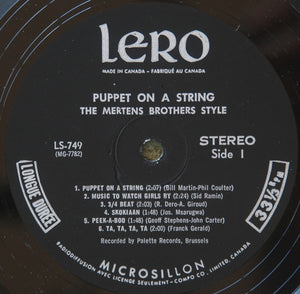 LERO
MADE IN CANADA - FABRIQUÉ AU CANADA
PUPPET ON A STRING
THE MERTENS BROTHERS STYLE
LS-749
(MG-7782)
STEREO
Side 1
LONGUE DURÉE
33⅓ R.P.M.
1. PUPPET ON A STRING (2:07) (Bill Martin-Phil Coulter)
2. MUSIC TO WATCH GIRLS BY (2:24) (Sid Ramin)
3. 3/4 BEAT (2:03) (R. Dero-A. Giroud)
4. SKOKIAAN (1:48) (Jos. Msarugwa)
5. PEEK-A-BOO (1:48) (Geoff Stephens-John Carter)
6. TA, TA, TA, TA (2:00) (Franck Gerald)
Recorded by Palette Records, Brussels
MICROSILLON
RADIODIFFUSION AVEC LICENSE SEULEMENT - COMPO CO., LIMITED, CANADA.